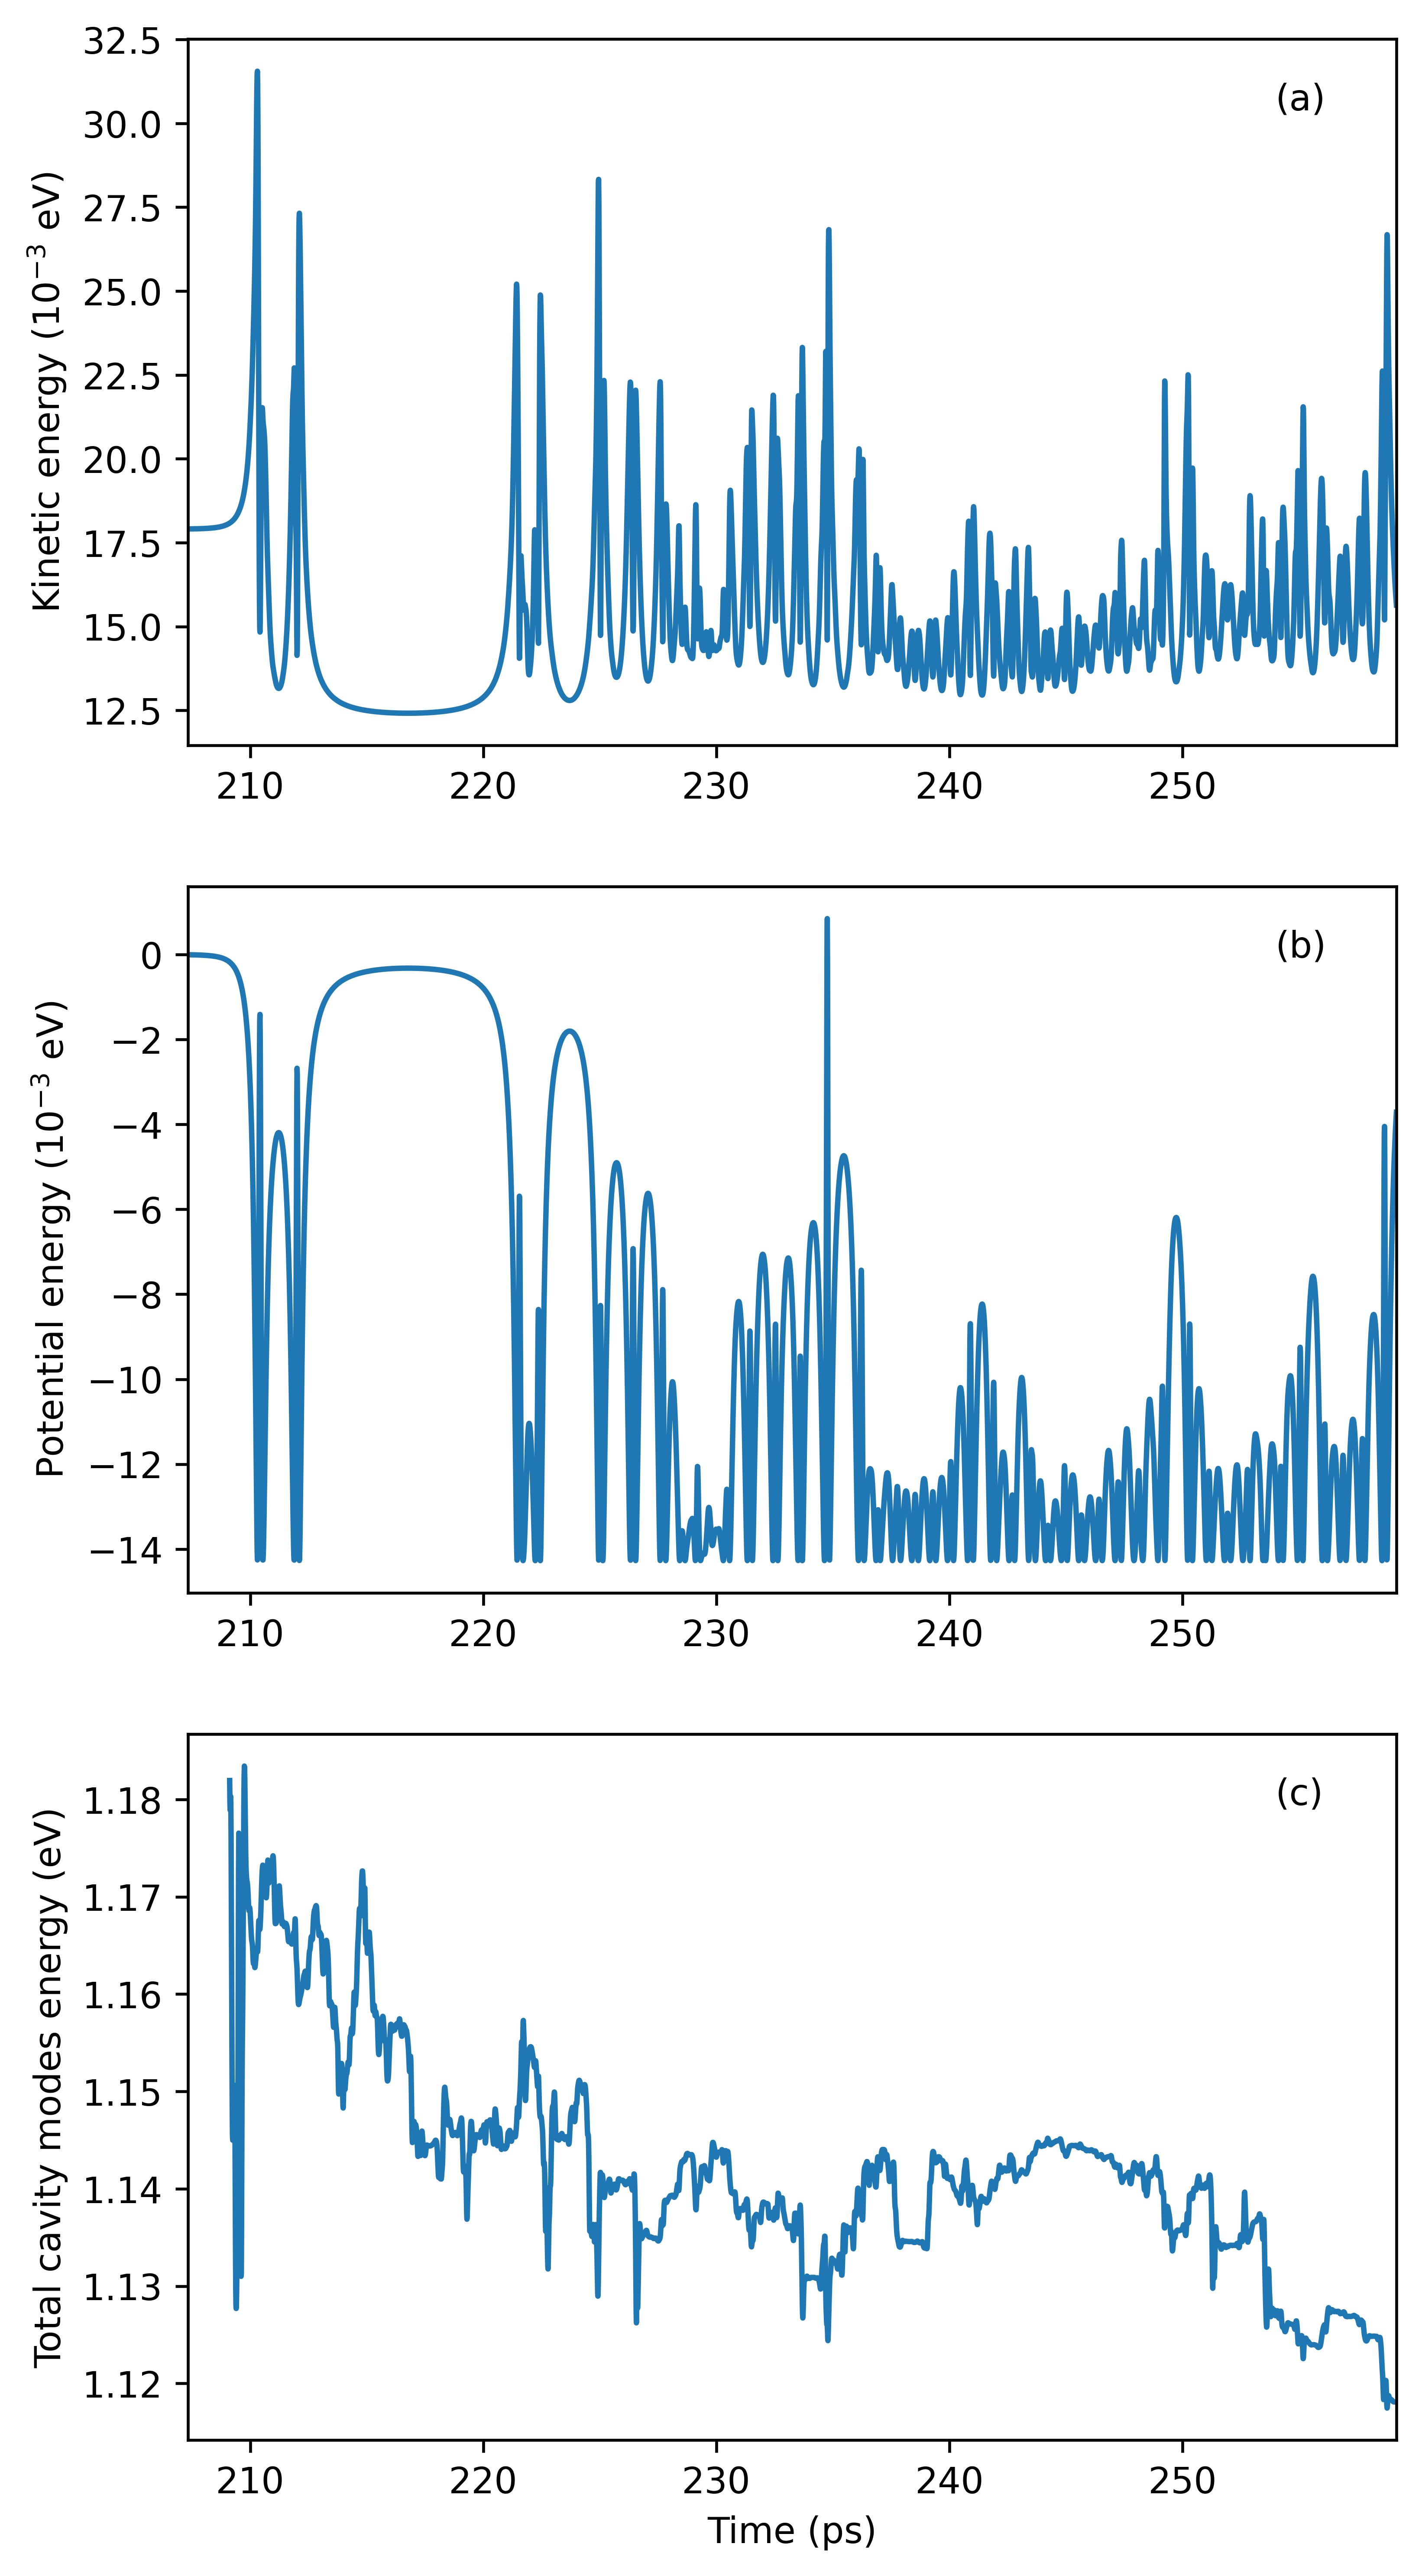 (a)
Kinetic energy (10⁻³ eV)
32.5
30.0
27.5
25.0
22.5
20.0
17.5
15.0
12.5
210 220 230 240 250
(b)
Potential energy (10⁻³ eV)
0
−2
−4
−6
−8
−10
−12
−14
210 220 230 240 250
(c)
Total cavity modes energy (eV)
1.18
1.17
1.16
1.15
1.14
1.13
1.12
210 220 230 240 250
Time (ps)